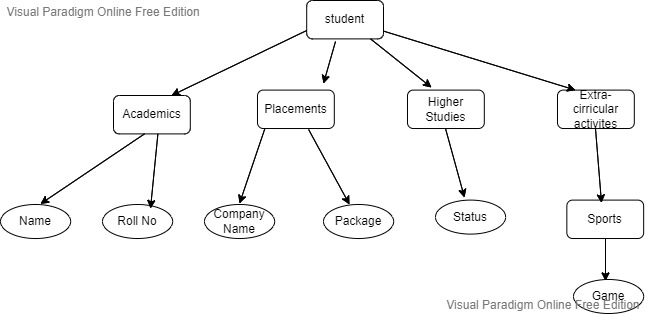 Visual Paradigm Online Free Edition
student
Academics
Placements
Higher
Studies
Extra-
cirricular
activites
Name
Roll No
Company
Name
Package
Status
Sports
Game
Visual Paradigm Online Free Edition